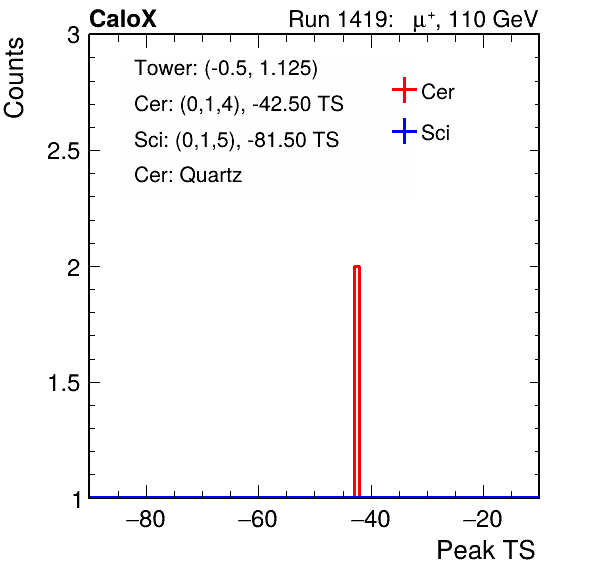 CaloX Run 1419: μ⁺, 110 GeV
Counts
Tower: (-0.5, 1.125)
Cer: (0,1,4), -42.50 TS
Sci: (0,1,5), -81.50 TS
Cer: Quartz
Cer
Sci
3
2.5
2
1.5
1
−80 −60 −40 −20
Peak TS